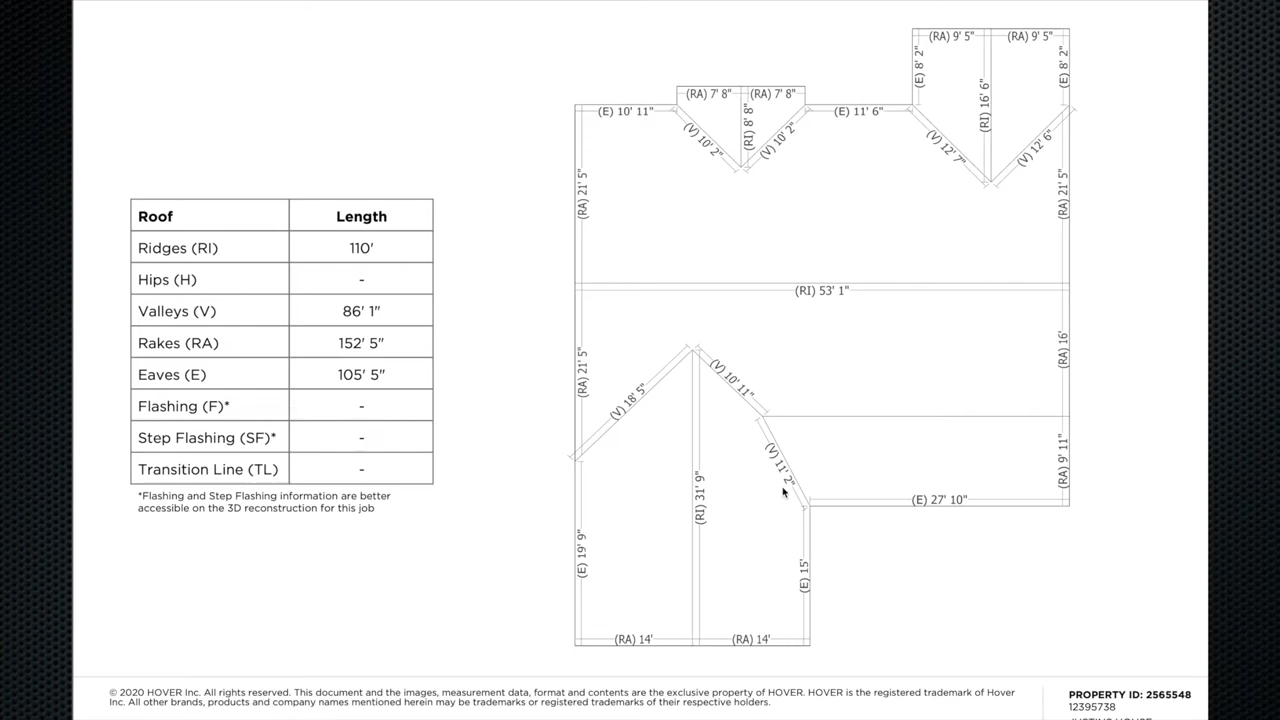 Roof Length
Ridges (RI) 110'
Hips (H) -
Valleys (V) 86' 1"
Rakes (RA) 152' 5"
Eaves (E) 105' 5"
Flashing (F)* -
Step Flashing (SF)* -
Transition Line (TL) -
*Flashing and Step Flashing information are better
accessible on the 3D reconstruction for this job
(RA) 9' 5" (RA) 9' 5"
(E) 8' 2"
(E) 8' 2"
(RI) 16' 6"
(RA) 7' 8" (RA) 7' 8"
(E) 10' 11"
(E) 11' 6"
(RI) 8' 8"
(V) 10' 2"
(V) 10' 2"
(V) 12' 7"
(V) 12' 6"
(RA) 21' 5"
(RA) 21' 5"
(RI) 53' 1"
(RA) 21' 5"
(RA) 16'
(V) 18' 5"
(V) 10' 11"
(V) 11' 2"
(RA) 9' 11"
(RI) 31' 9"
(E) 27' 10"
(E) 19' 9"
(E) 15'
(RA) 14' (RA) 14'
© 2020 HOVER Inc. All rights reserved. This document and the images, measurement data, format and contents are the exclusive property of HOVER. HOVER is the registered trademark of Hover
Inc. All other brands, products and company names mentioned herein may be trademarks or registered trademarks of their respective holders.
PROPERTY ID: 2565548
12395738